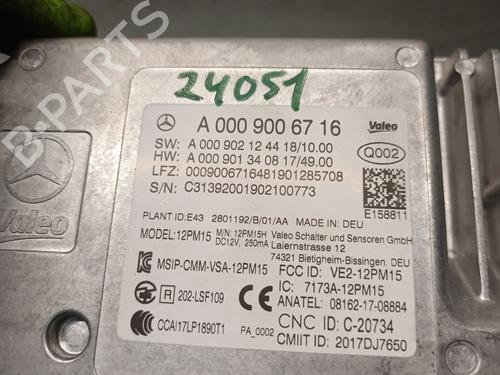 24051
A 000 900 67 16
Valeo
SW: A 000 902 12 44 18/10.00
HW: A 000 901 34 08 17/49.00
Q002
LFZ: 0009006716481901285708
S/N: C31392001902100773
E158811
PLANT ID:E43 2801192/B/01/AA MADE IN: DEU
MODEL:12PM15 M/N: 12PM15H Valeo Schalter und Sensoren GmbH
DC12V, 250mA Laiernstrasse 12
74321 Bietigheim-Bissingen. DEU
MSIP-CMM-VSA-12PM15
FCC ID: VE2-12PM15
IC: 7173A-12PM15
R 202-LSF109
ANATEL: 08162-17-08884
CNC ID: C-20734
CCAI17LP1890T1 PA_0002
CMIIT ID: 2017DJ7650
Valeo
B-PARTS